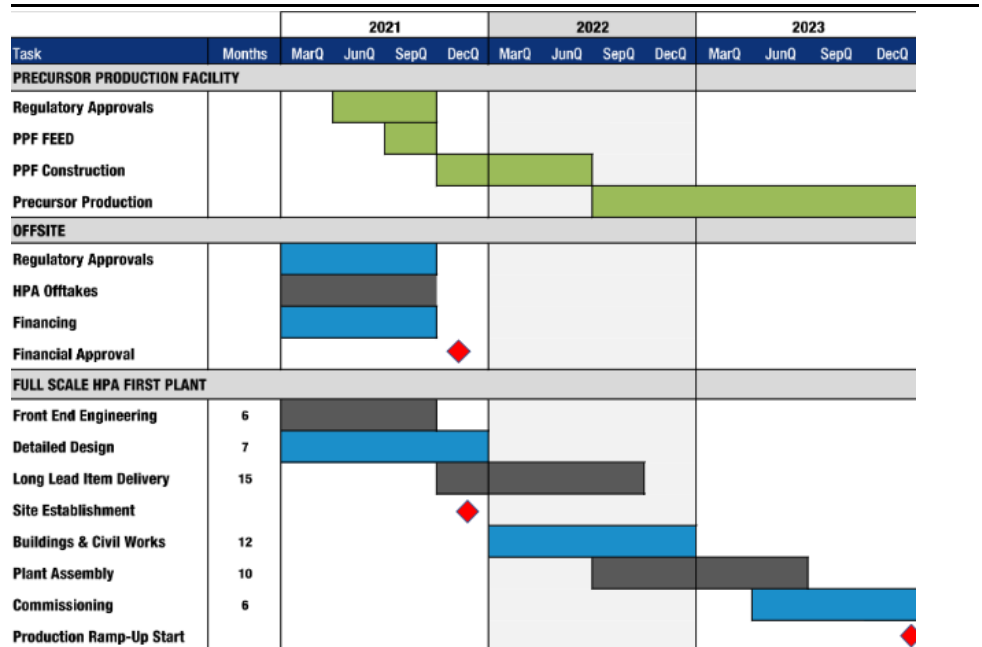 2021 2022 2023
Task Months MarQ JunQ SepQ DecQ MarQ JunQ SepQ DecQ MarQ JunQ SepQ DecQ
PRECURSOR PRODUCTION FACILITY
Regulatory Approvals
PPF FEED
PPF Construction
Precursor Production
OFFSITE
Regulatory Approvals
HPA Offtakes
Financing
Financial Approval
FULL SCALE HPA FIRST PLANT
Front End Engineering 6
Detailed Design 7
Long Lead Item Delivery 15
Site Establishment
Buildings & Civil Works 12
Plant Assembly 10
Commissioning 6
Production Ramp-Up Start